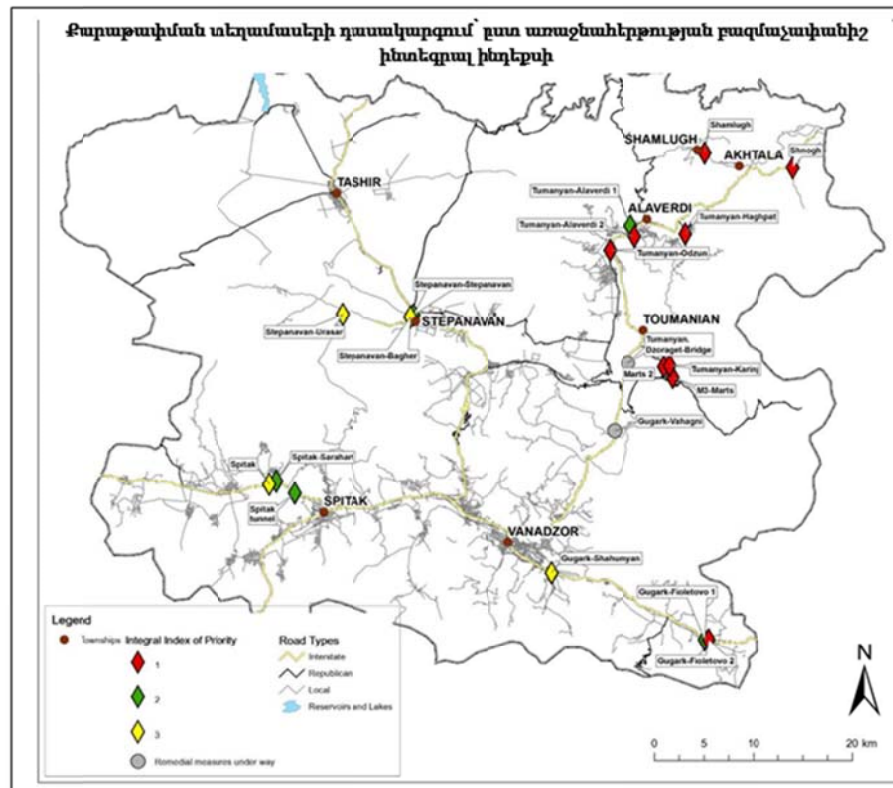 Քարաթափման տեղամասերի դասակարգում` ըստ առաջնահերթության բազմաչափանիշ
ինտեգրալ ինդեքսի
Shamlugh
SHAMLUGH
AKHTALA
Shnogh
TASHIR
Tumanyan-Alaverdi 1
ALAVERDI
Tumanyan-Alaverdi 2
Tumanyan-Haghpat
Tumanyan-Odzun
Stepanavan-Stepanavan
STEPANAVAN
Stepanavan-Urasar
Stepanavan-Bagher
TOUMANIAN
Tumanyan.
Dzoraget-Bridge
Marts 2
Tumanyan-Karinj
M3-Marts
Gugark-Vahagni
Spitak
Spitak-Sarahart
Spitak
tunnel
SPITAK
VANADZOR
Gugark-Shahunyan
Gugark-Fioletovo 1
Gugark-Fioletovo 2
Legend
Townships
Integral Index of Priority
1
2
3
Remedial measures under way
Road Types
Interstate
Republican
Local
Reservoirs and Lakes
N
0 5 10 20 km